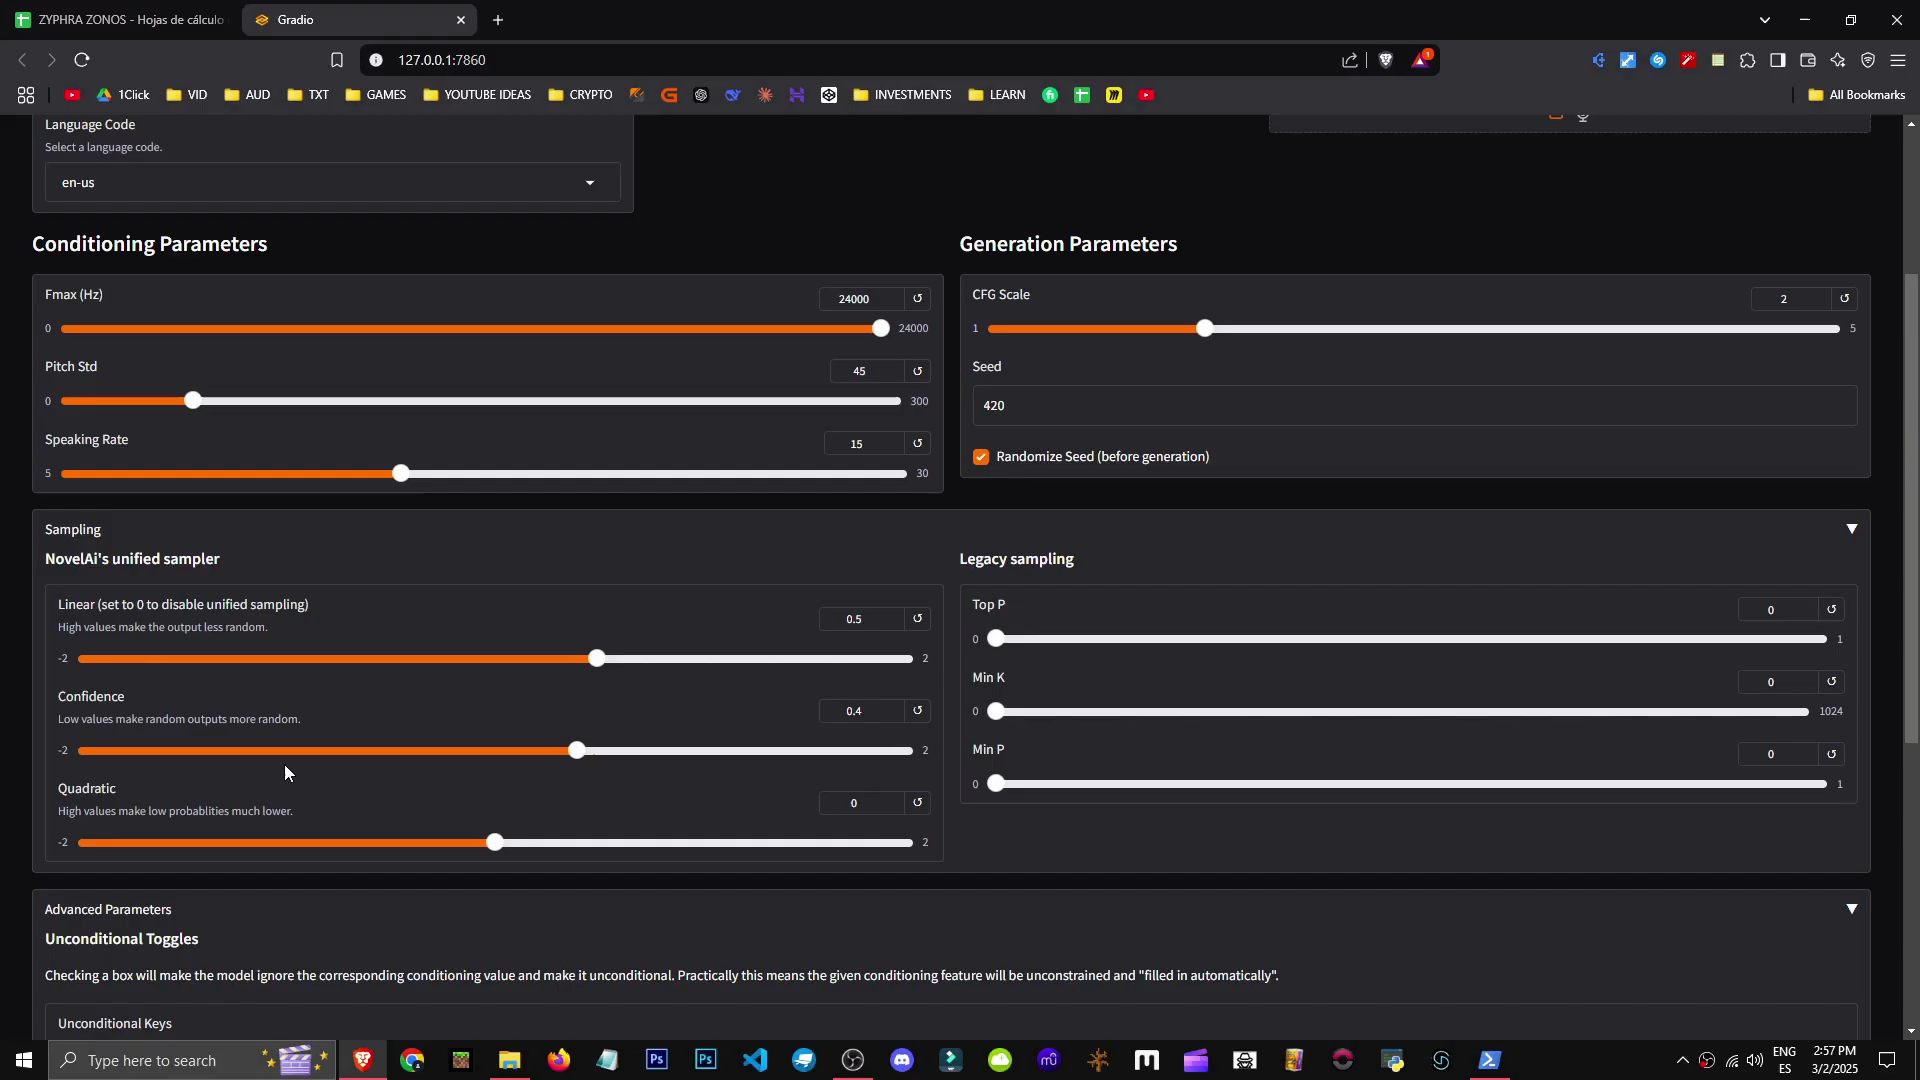 ZYPHRA ZONOS - Hojas de cálculo
Gradio
127.0.0.1:7860
1
1Click
VID
AUD
TXT
GAMES
YOUTUBE IDEAS
CRYPTO
INVESTMENTS
LEARN
All Bookmarks
Language Code
Select a language code.
en-us
Conditioning Parameters
Fmax (Hz)
24000
0
24000
Pitch Std
45
0
300
Speaking Rate
15
5
30
Generation Parameters
CFG Scale
2
1
5
Seed
420
Randomize Seed (before generation)
Sampling
NovelAi's unified sampler
Linear (set to 0 to disable unified sampling)
High values make the output less random.
0.5
-2
2
Confidence
Low values make random outputs more random.
0.4
-2
2
Quadratic
High values make low probablities much lower.
0
-2
2
Legacy sampling
Top P
0
0
1
Min K
0
0
1024
Min P
0
0
1
Advanced Parameters
Unconditional Toggles
Checking a box will make the model ignore the corresponding conditioning value and make it unconditional. Practically this means the given conditioning feature will be unconstrained and "filled in automatically".
Unconditional Keys
Type here to search
Ps
Ps
ENG
ES
2:57 PM
3/2/2025